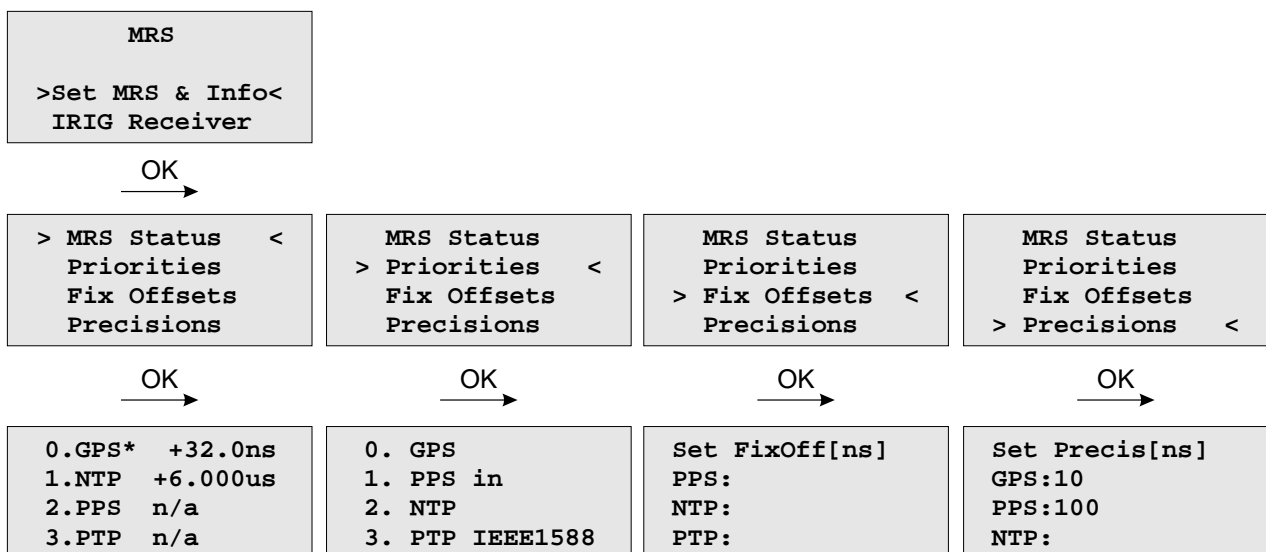 MRS
>Set MRS & Info<
IRIG Receiver
OK
> MRS Status <
Priorities
Fix Offsets
Precisions
MRS Status
> Priorities <
Fix Offsets
Precisions
MRS Status
Priorities
> Fix Offsets <
Precisions
MRS Status
Priorities
Fix Offsets
> Precisions <
OK
OK
OK
OK
0.GPS* +32.0ns
1.NTP +6.000us
2.PPS n/a
3.PTP n/a
0. GPS
1. PPS in
2. NTP
3. PTP IEEE1588
Set FixOff[ns]
PPS:
NTP:
PTP:
Set Precis[ns]
GPS:10
PPS:100
NTP: